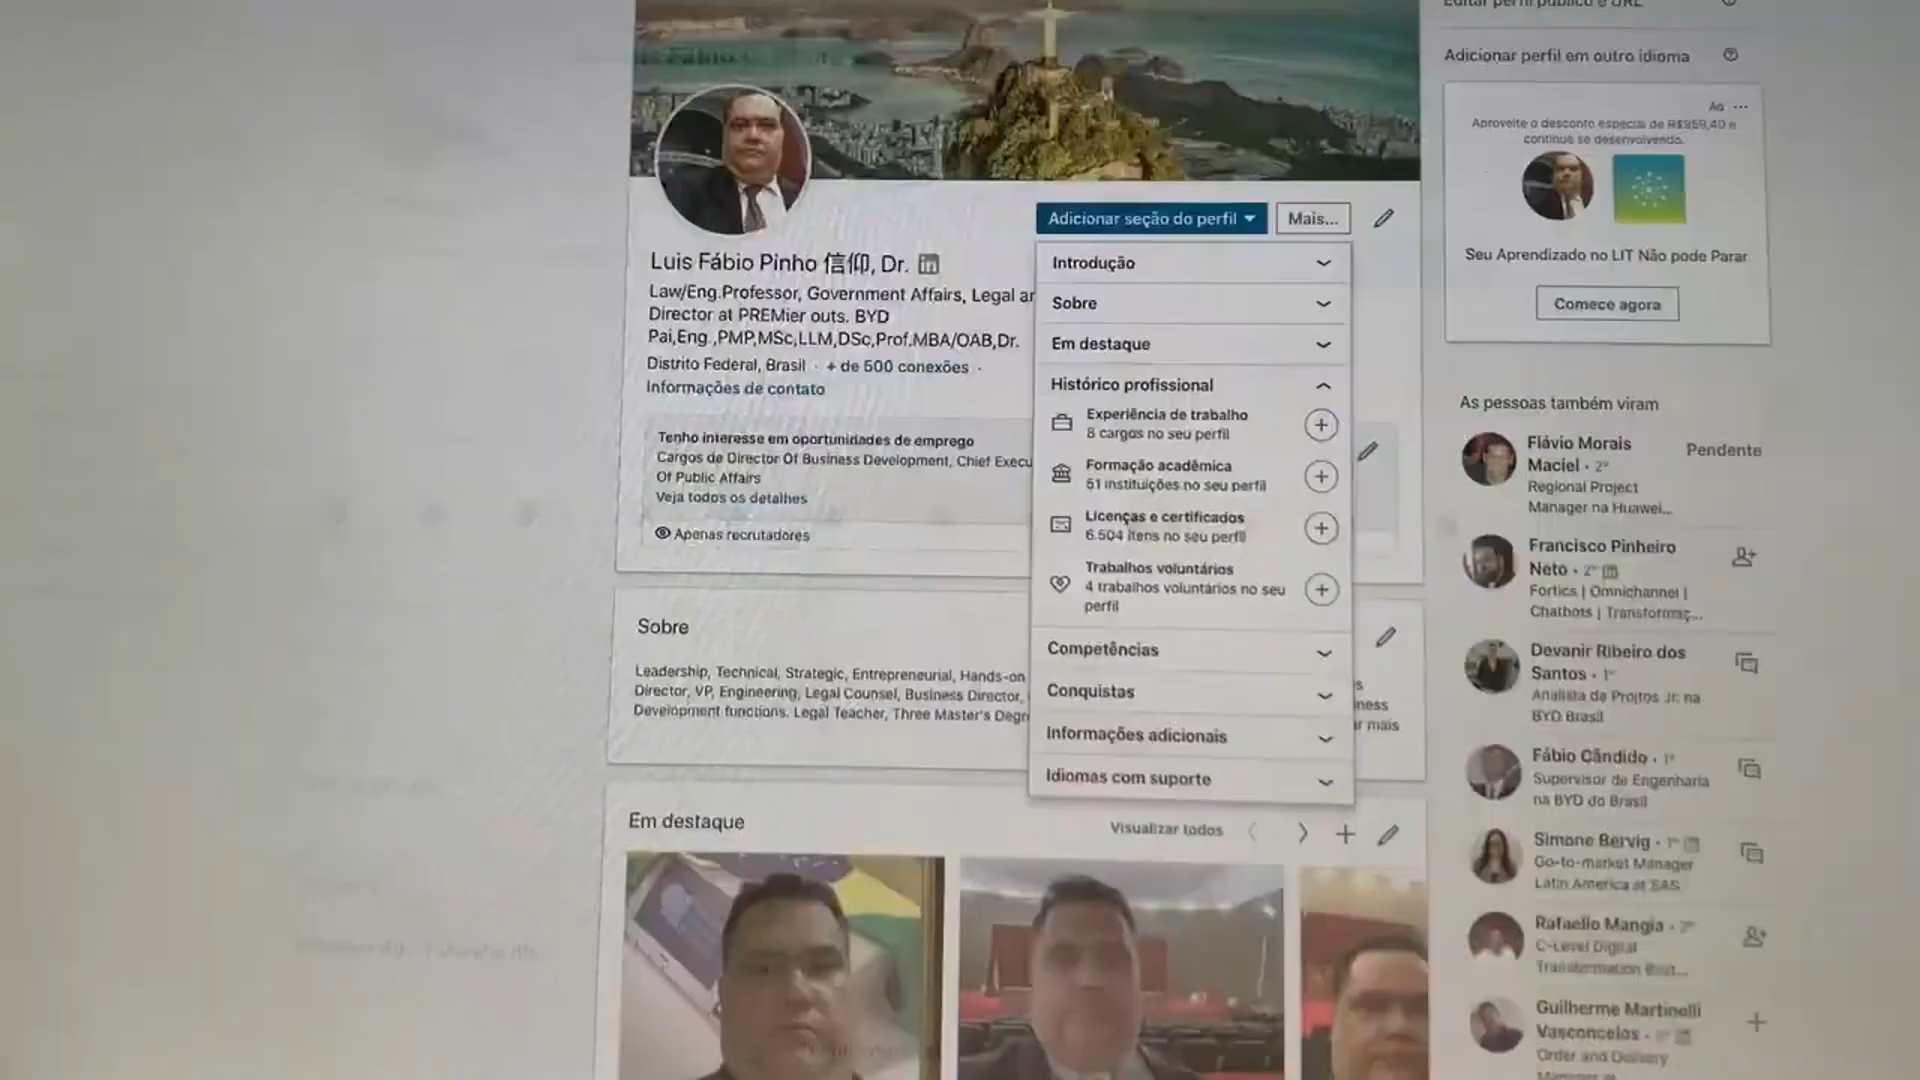 Adicionar perfil em outro idioma
Ad ...
Aproveite o desconto especial de R$959,40 e
continue se desenvolvendo.
Seu Aprendizado no LIT Não pode Parar
Comece agora
Adicionar seção do perfil
Mais...
Luis Fábio Pinho 信仰, Dr. in
Law/Eng.Professor, Government Affairs, Legal
Director at PREMier outs. BYD
Pai,Eng.,PMP,MSc,LLM,DSc,Prof.MBA/OAB,Dr.
Distrito Federal, Brasil · + de 500 conexões ·
Informações de contato
Tenho interesse em oportunidades de emprego
Cargos de Director Of Business Development, Chief
Of Public Affairs
Veja todos os detalhes
Apenas recrutadores
Introdução
Sobre
Em destaque
Histórico profissional
Experiência de trabalho
8 cargos no seu perfil
Formação acadêmica
51 instituições no seu perfil
Licenças e certificados
6.504 itens no seu perfil
Trabalhos voluntários
4 trabalhos voluntários no seu
perfil
Competências
Conquistas
Informações adicionais
Idiomas com suporte
Sobre
Leadership, Technical, Strategic, Entrepreneurial, Hands-on
Director, VP, Engineering, Legal Counsel, Business Director,
Development functions. Legal Teacher, Three Master's
mais
Em destaque
Visualizar todos
As pessoas também viram
Flávio Morais
Maciel · 2º
Pendente
Regional Project
Manager na Huawei...
Francisco Pinheiro
Neto · 2º in
Fortics | Omnichannel |
Chatbots | Transformaç...
Devanir Ribeiro dos
Santos · 1º
Analista de Projtos Jr. na
BYD Brasil
Fábio Cândido · 1º
Supervisor de Engenharia
na BYD do Brasil
Simone Bervig · 1º in
Go-to-market Manager
Latin America at SAS
Rafaello Mangia
C-Level Digital
Transformation
Guilherme Martinelli
Vasconcelos
Order and Delivery